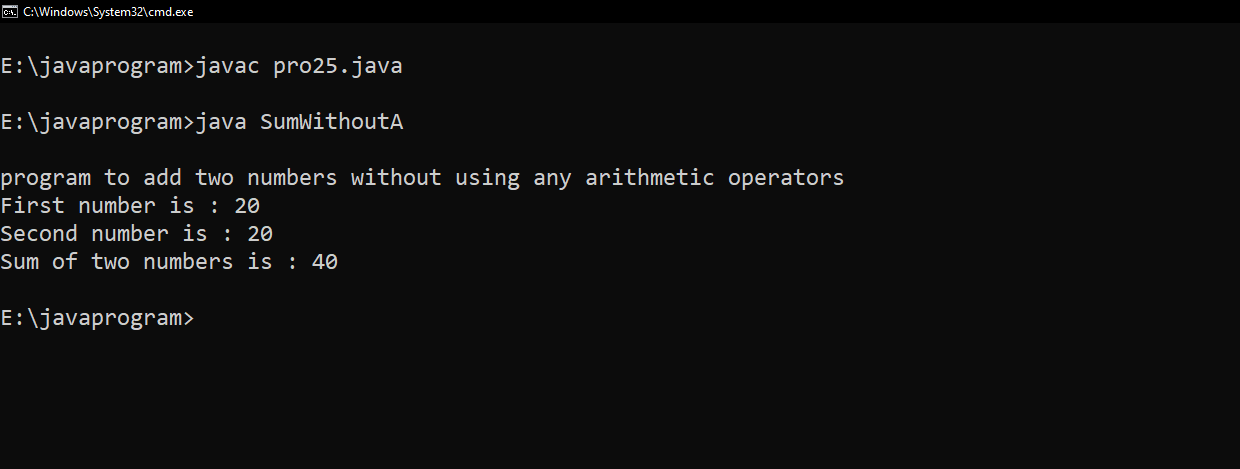 C:\Windows\System32\cmd.exe
E:\javaprogram>javac pro25.java
E:\javaprogram>java SumWithoutA
program to add two numbers without using any arithmetic operators
First number is : 20
Second number is : 20
Sum of two numbers is : 40
E:\javaprogram>